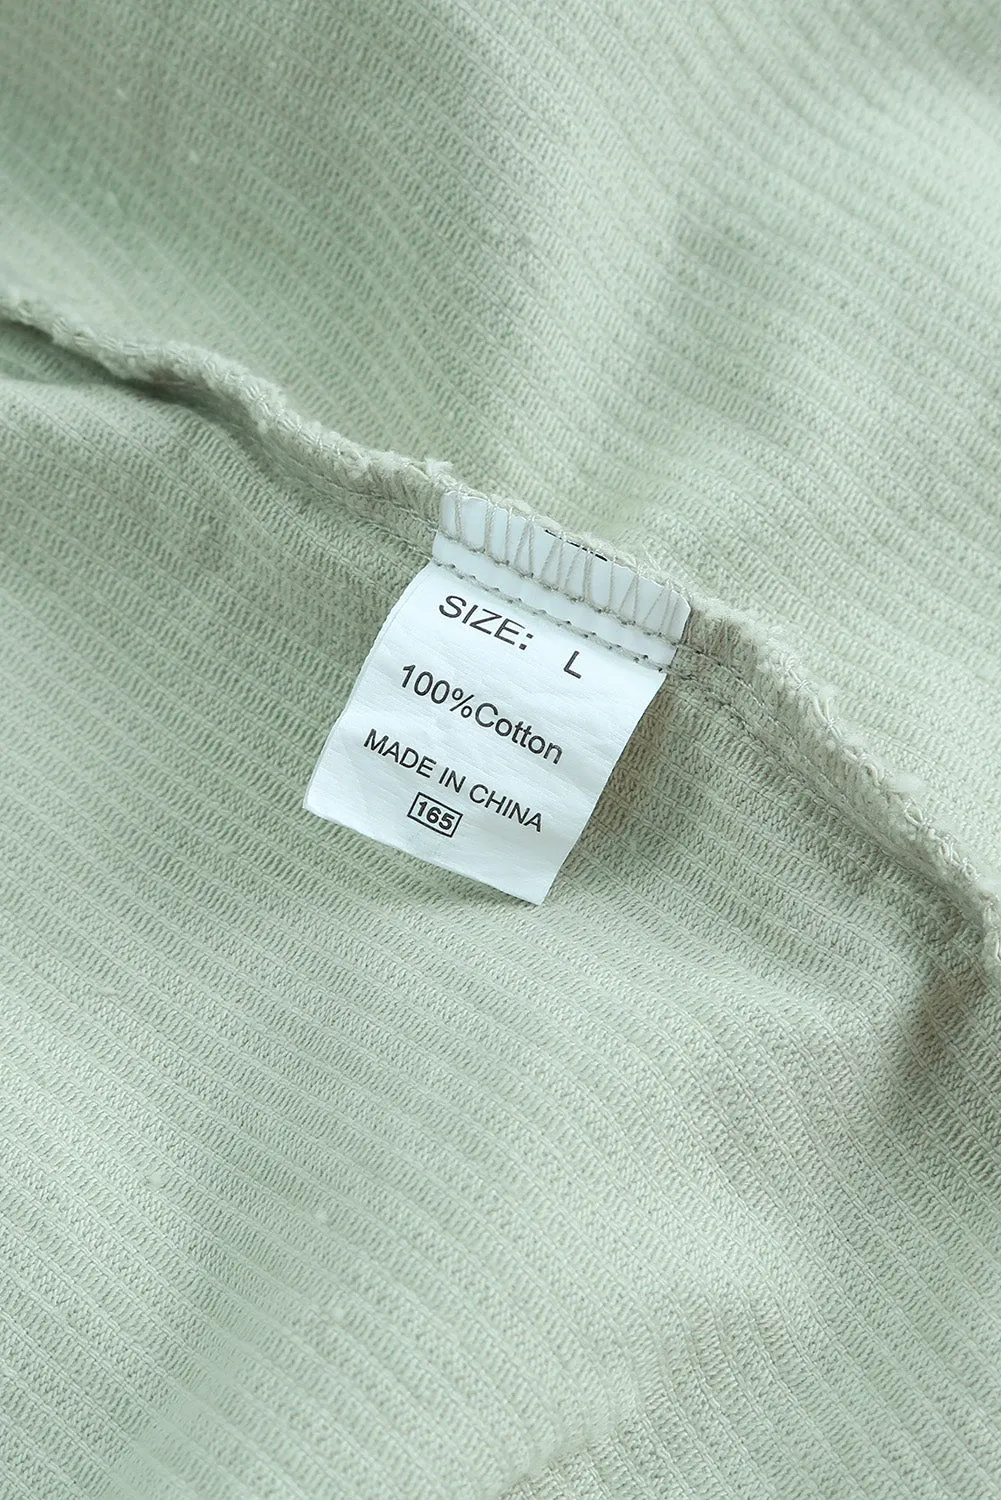 SIZE: L
100%Cotton
MADE IN CHINA
165